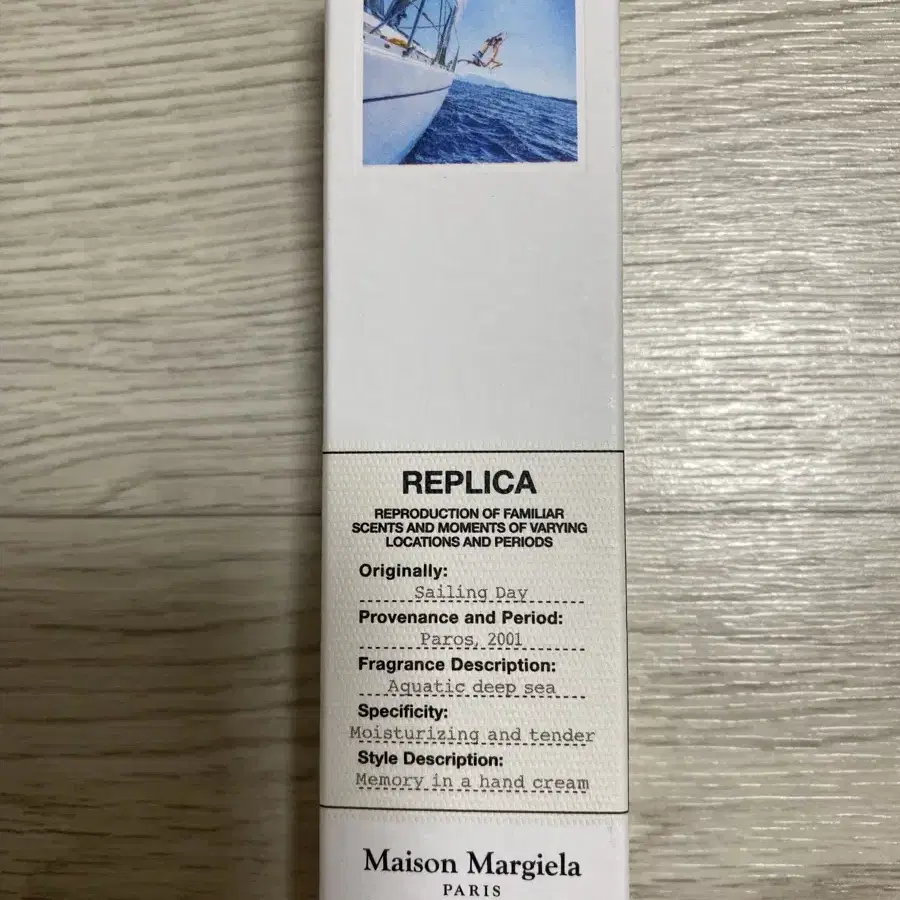 REPLICA
REPRODUCTION OF FAMILIAR
SCENTS AND MOMENTS OF VARYING
LOCATIONS AND PERIODS
Originally:
Sailing Day
Provenance and Period:
Paros, 2001
Fragrance Description:
Aquatic deep sea
Specificity:
Moisturizing and tender
Style Description:
Memory in a hand cream
Maison Margiela
PARIS